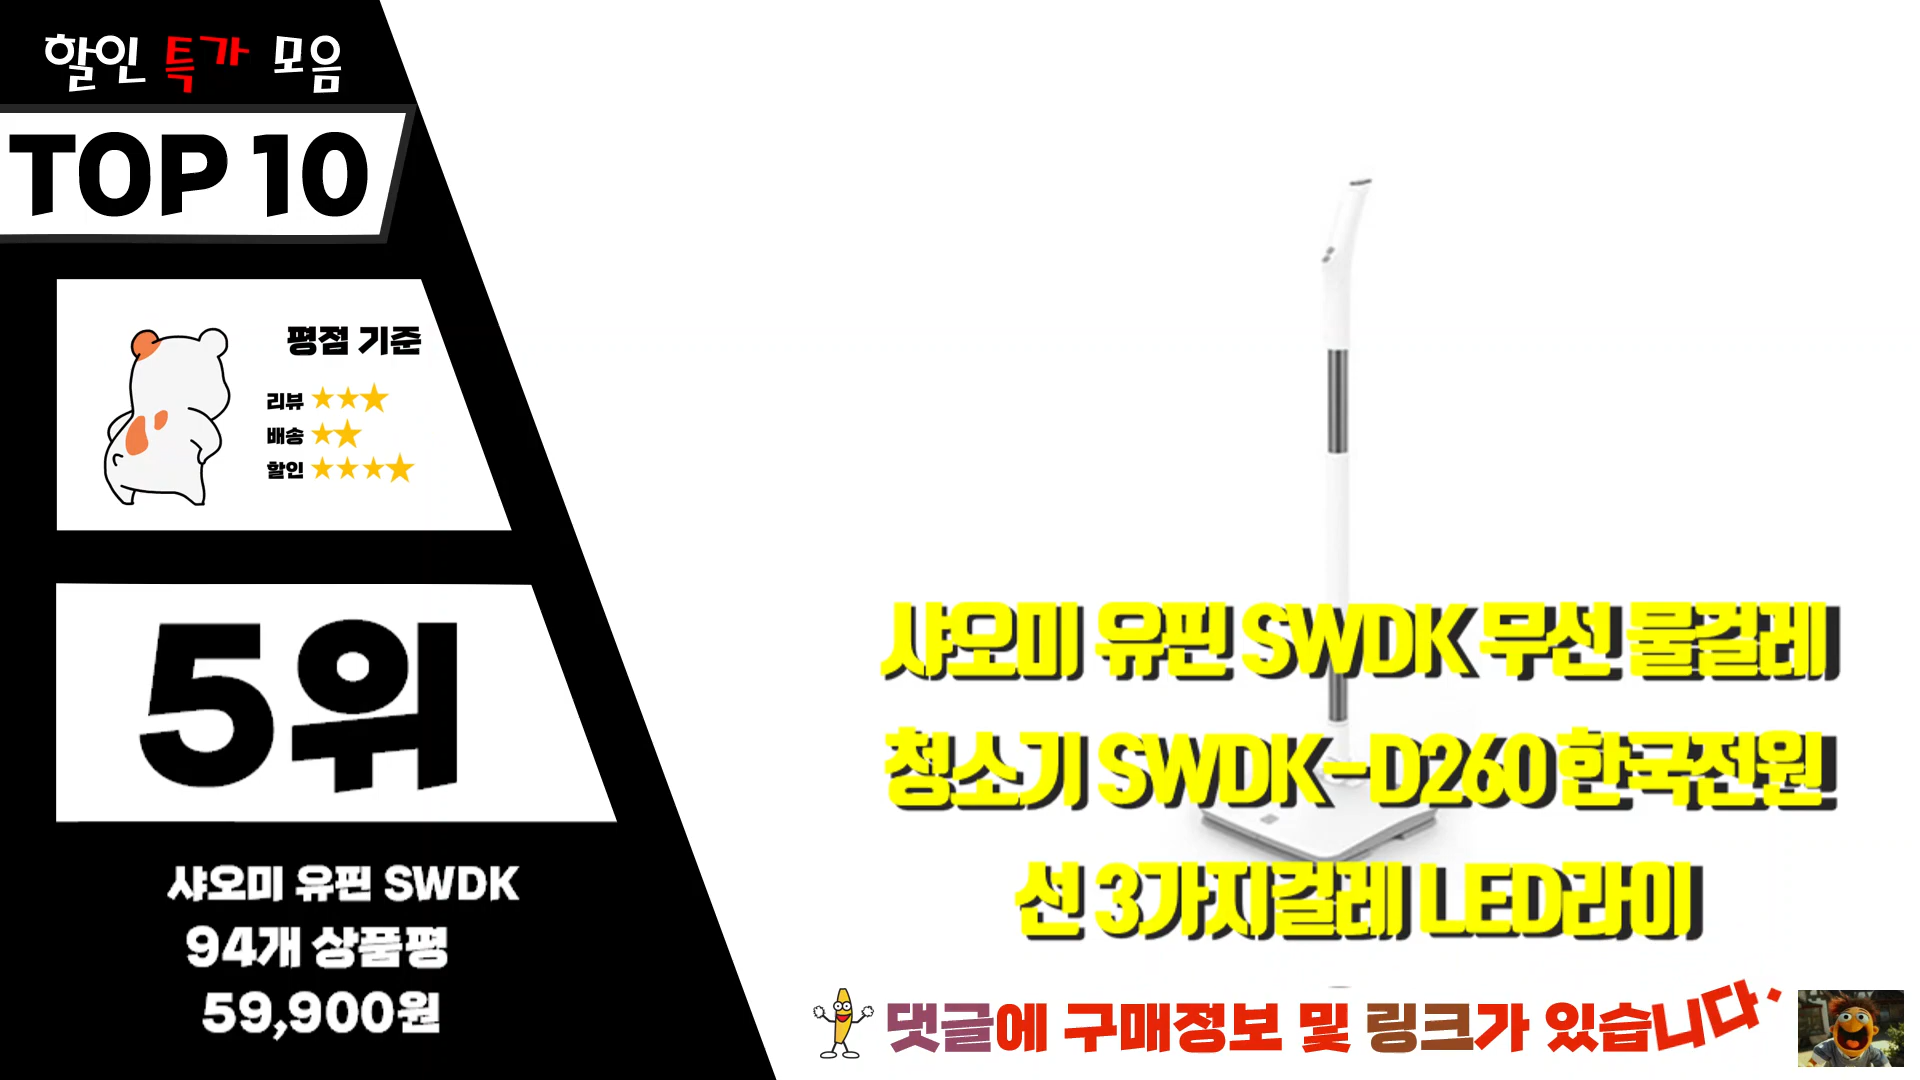 할인 특가 모음
TOP 10
평점 기준
리뷰 ★★★
배송 ★★
할인 ★★★★
5위
샤오미 유핀 SWDK
94개 상품평
59,900원
샤오미 유핀 SWDK 무선 물걸레
청소기 SWDK-D260 한국전원
선 3가지걸레 LED라이
댓글에 구매정보 및 링크가 있습니다.